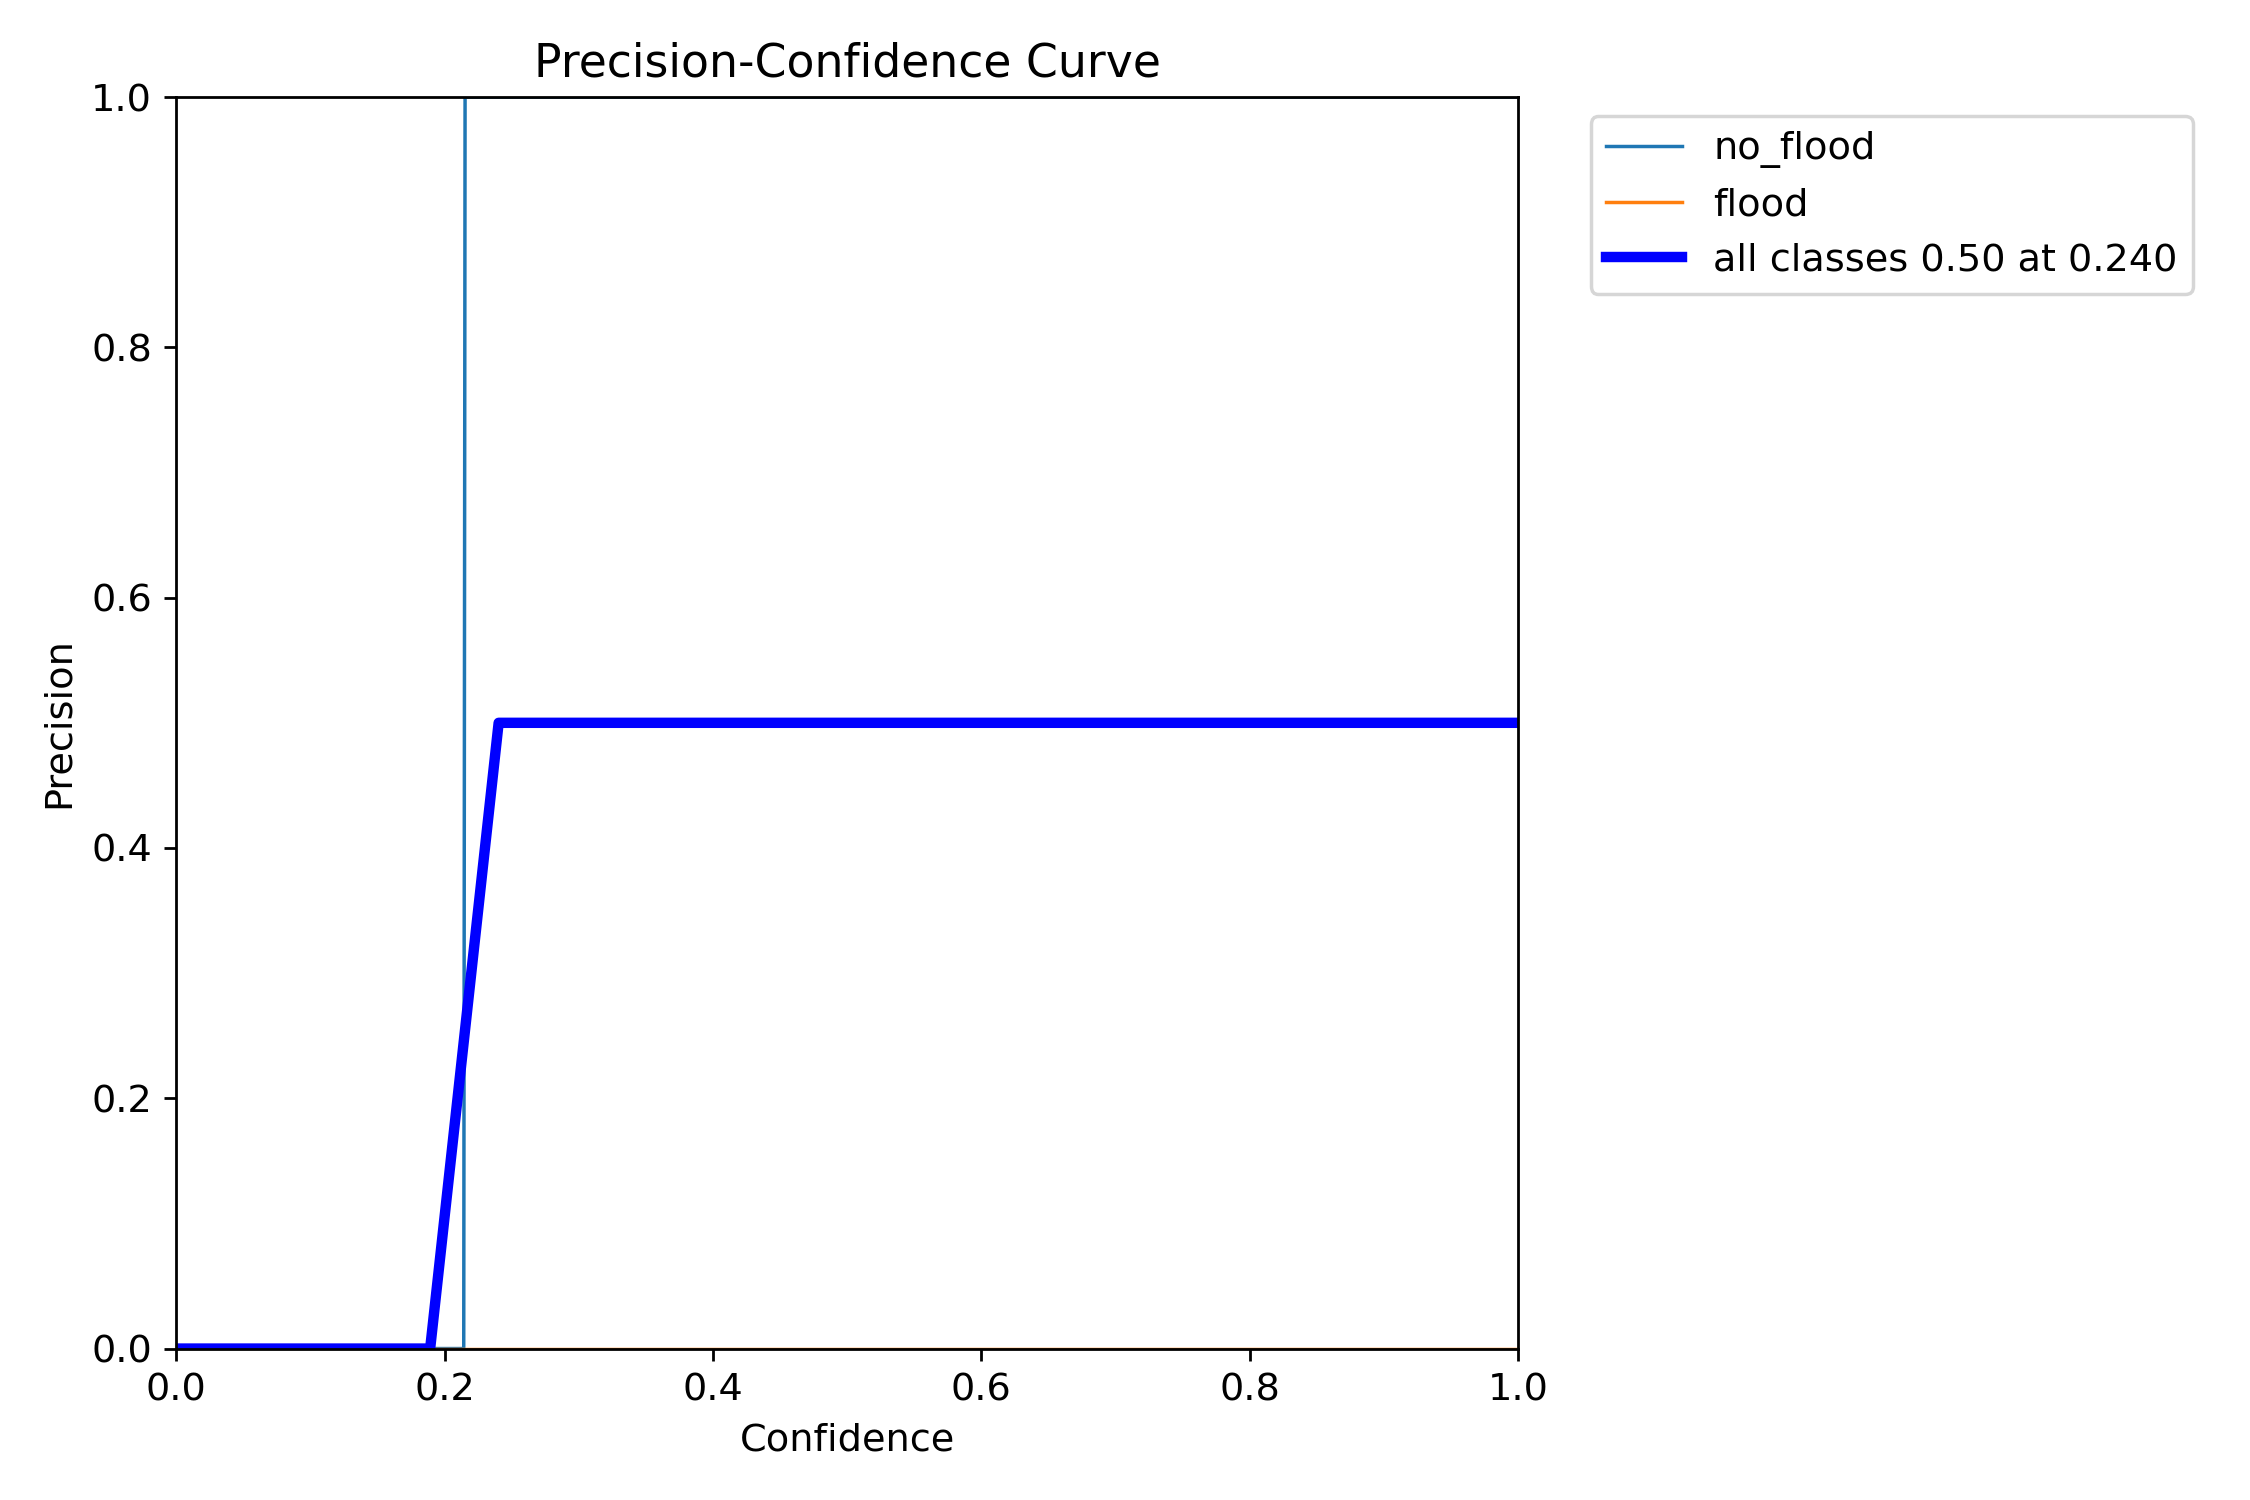 Precision-Confidence Curve
1.0
0.8
0.6
0.4
0.2
0.0
Precision
0.0 0.2 0.4 0.6 0.8 1.0
Confidence
no_flood
flood
all classes 0.50 at 0.240